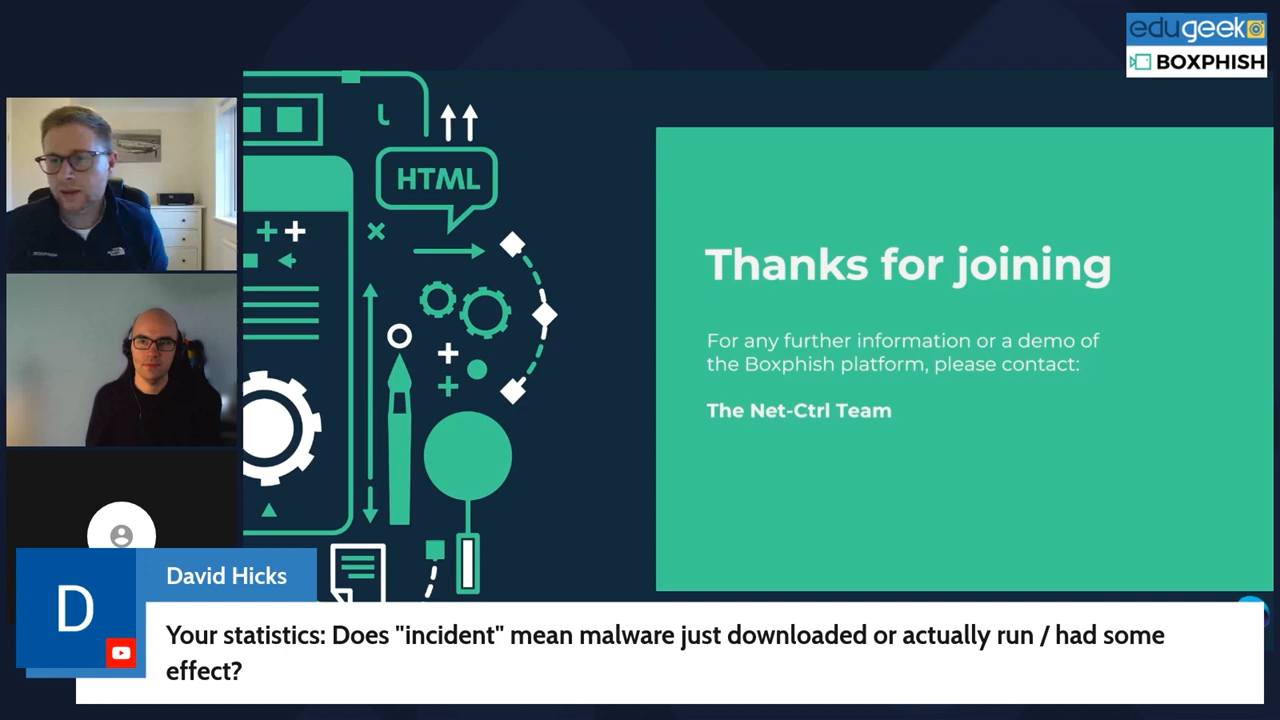 edugeek
BOXPHISH
HTML
Thanks for joining
For any further information or a demo of
the Boxphish platform, please contact:
The Net-Ctrl Team
D
David Hicks
Your statistics: Does "incident" mean malware just downloaded or actually run / had some
effect?